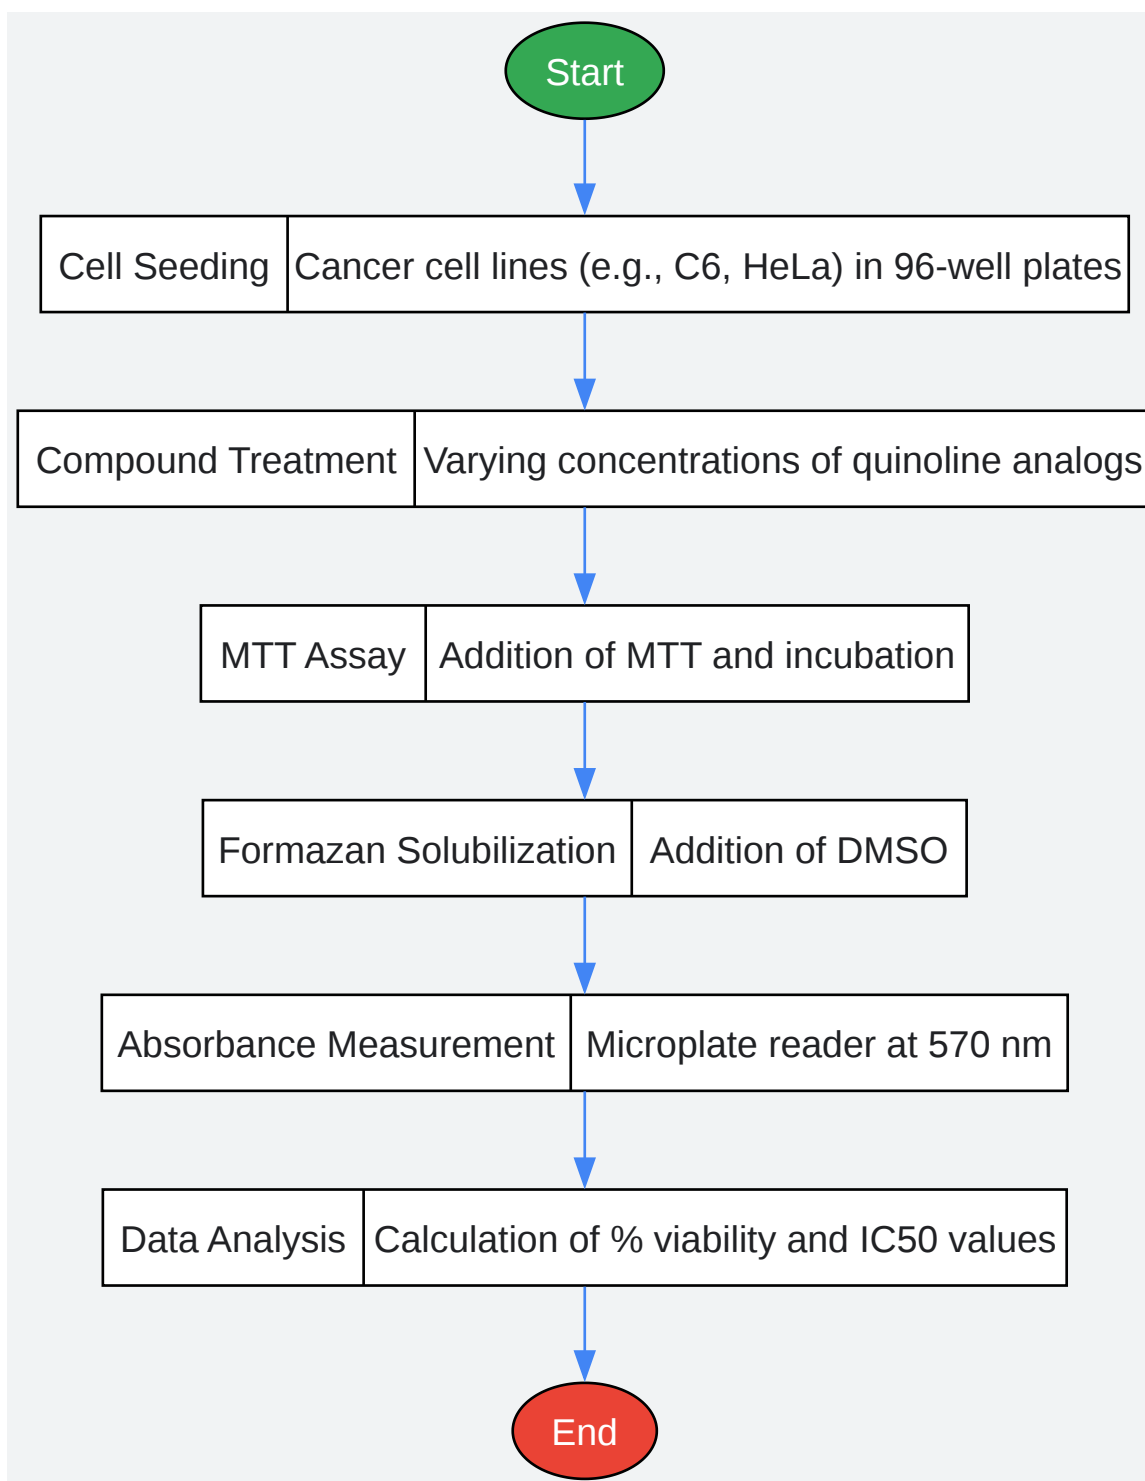 Start
Cell Seeding
Cancer cell lines (e.g., C6, HeLa) in 96-well plates
Compound Treatment
Varying concentrations of quinoline analogs
MTT Assay
Addition of MTT and incubation
Formazan Solubilization
Addition of DMSO
Absorbance Measurement
Microplate reader at 570 nm
Data Analysis
Calculation of % viability and IC50 values
End